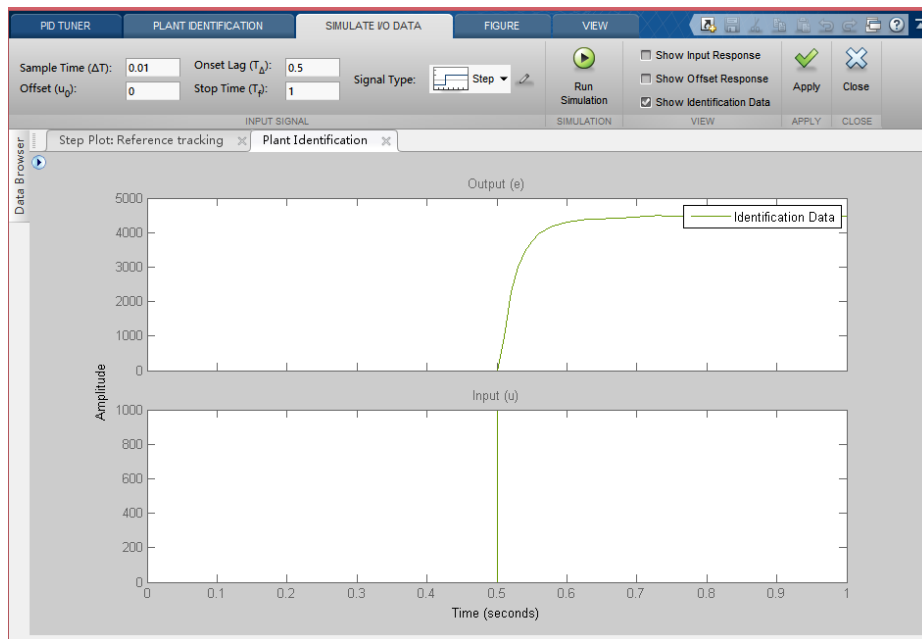 PID TUNER PLANT IDENTIFICATION SIMULATE I/O DATA FIGURE VIEW
Sample Time (ΔT): 0.01 Onset Lag (TΔ): 0.5
Offset (u0): 0 Stop Time (Tf): 1
Signal Type: Step
Run
Simulation
Show Input Response
Show Offset Response
Show Identification Data
Apply
Close
INPUT SIGNAL SIMULATION VIEW APPLY CLOSE
Data Browser
Step Plot: Reference tracking Plant Identification
Output (e)
5000
4000
3000
2000
1000
0
Identification Data
Amplitude
Input (u)
1000
800
600
400
200
0
0 0.1 0.2 0.3 0.4 0.5 0.6 0.7 0.8 0.9 1
Time (seconds)